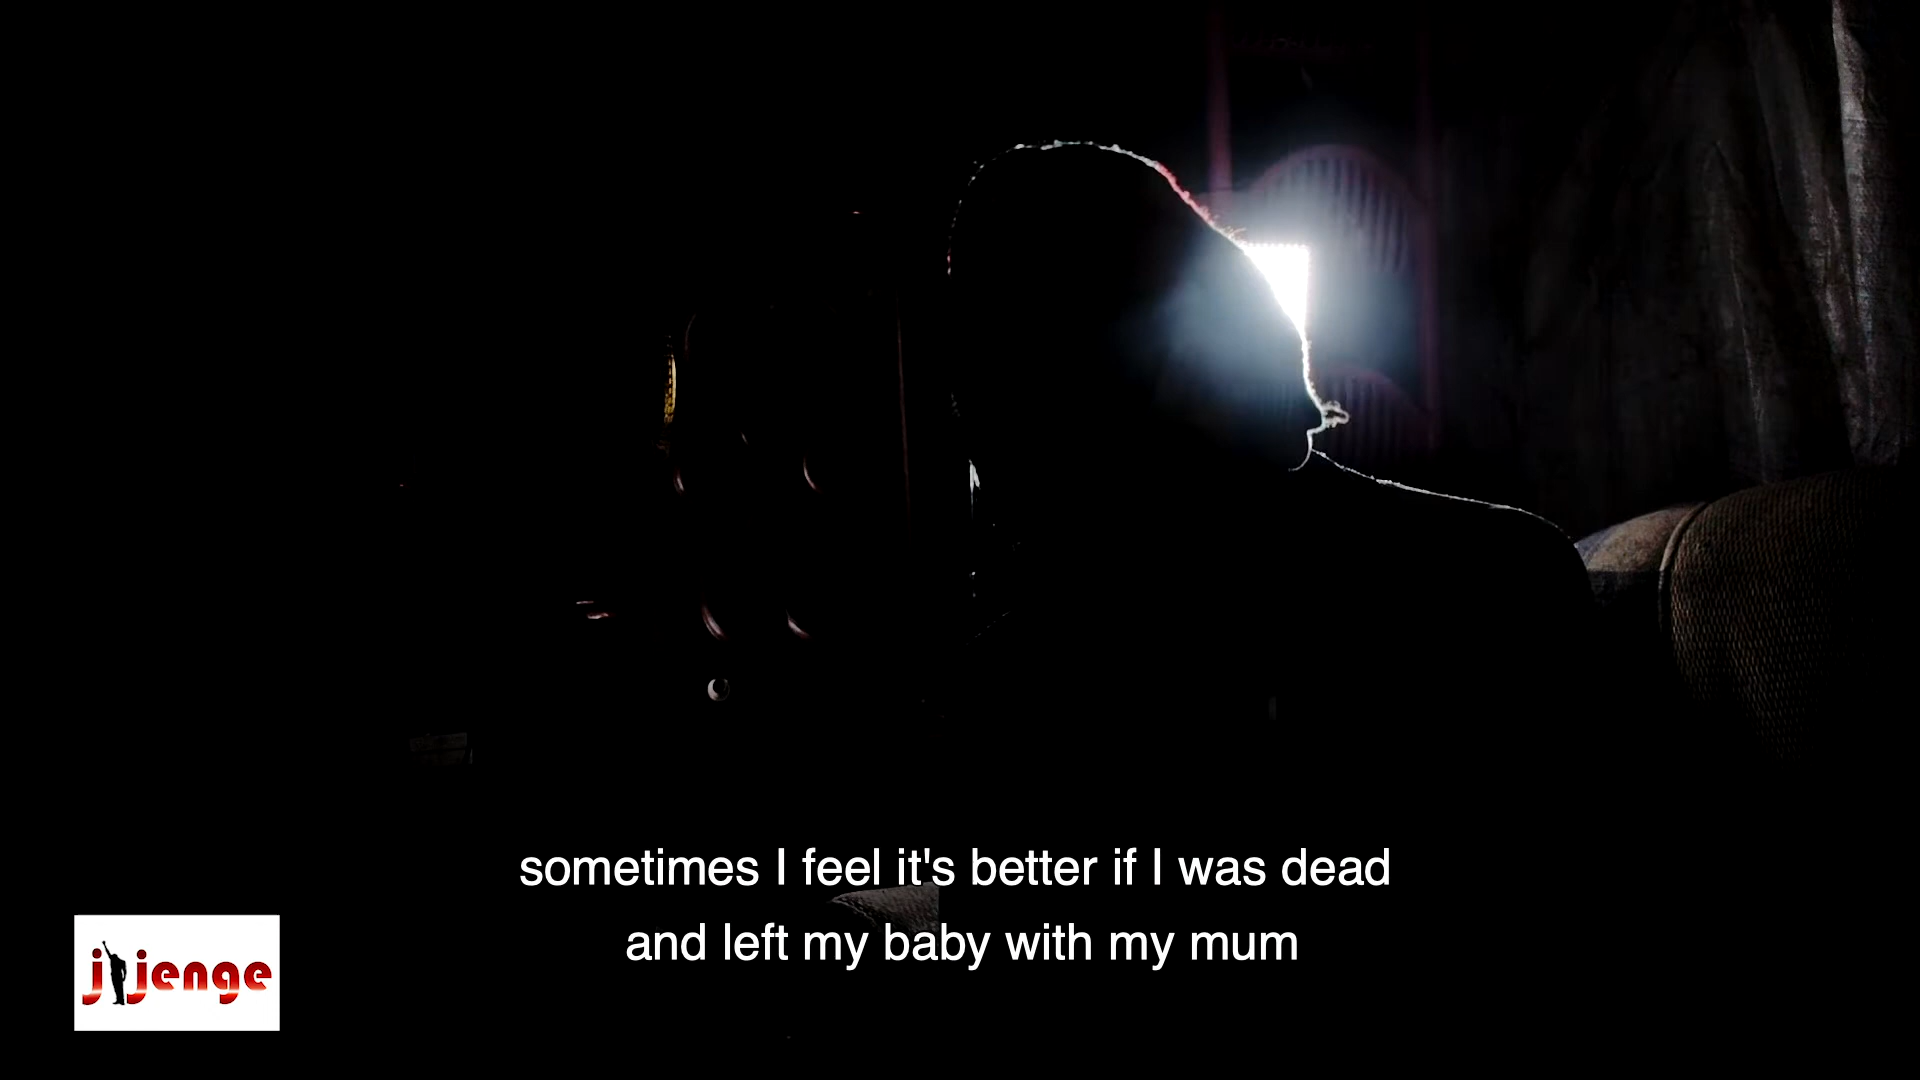 sometimes I feel it's better if I was dead
and left my baby with my mum
jijenge